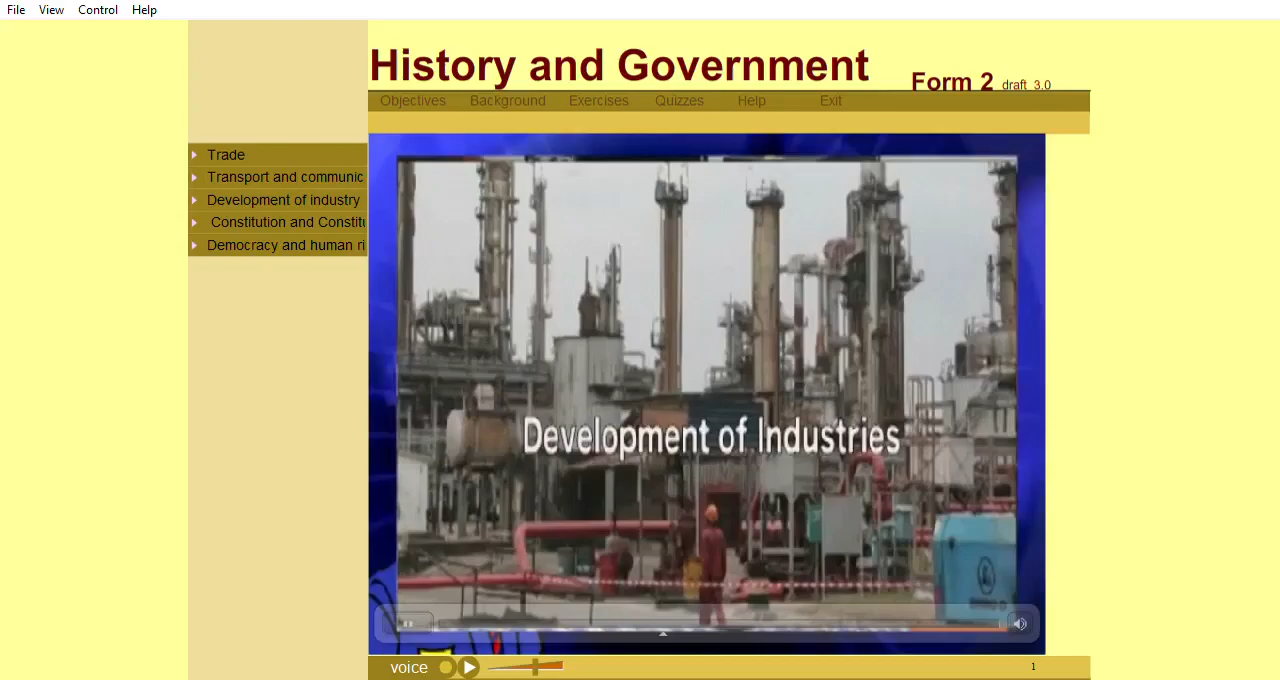 File View Control Help
History and Government
Form 2 draft 3.0
Objectives Background Exercises Quizzes Help Exit
Trade
Transport and communic
Development of industry
Constitution and Constitu
Democracy and human ri
Development of Industries
voice
1